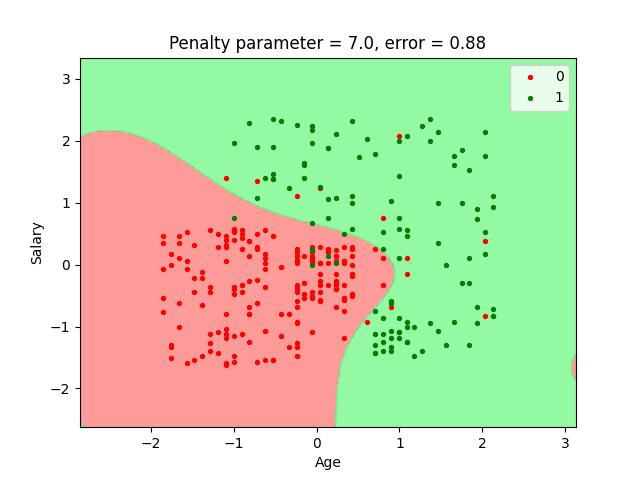 Penalty parameter = 7.0, error = 0.88
0
1
3
2
1
0
−1
−2
Salary
−2 −1 0 1 2 3
Age